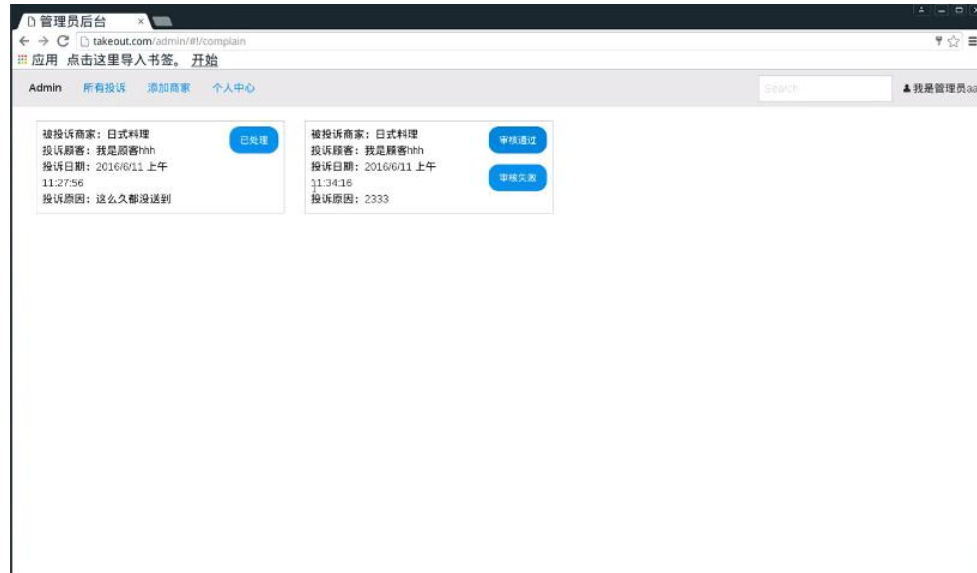 管理员后台
takeout.com/admin/#!/complain
应用 点击这里导入书签。 开始
Admin 所有投诉 添加商家 个人中心 Search 我是管理员aa
被投诉商家：日式料理
投诉顾客：我是顾客hhh
投诉日期：2016/6/11 上午
11:27:56
投诉原因：这么久都没送到
已处理
被投诉商家：日式料理
投诉顾客：我是顾客hhh
投诉日期：2016/6/11 上午
11:34:16
投诉原因：2333
审核通过
审核失败